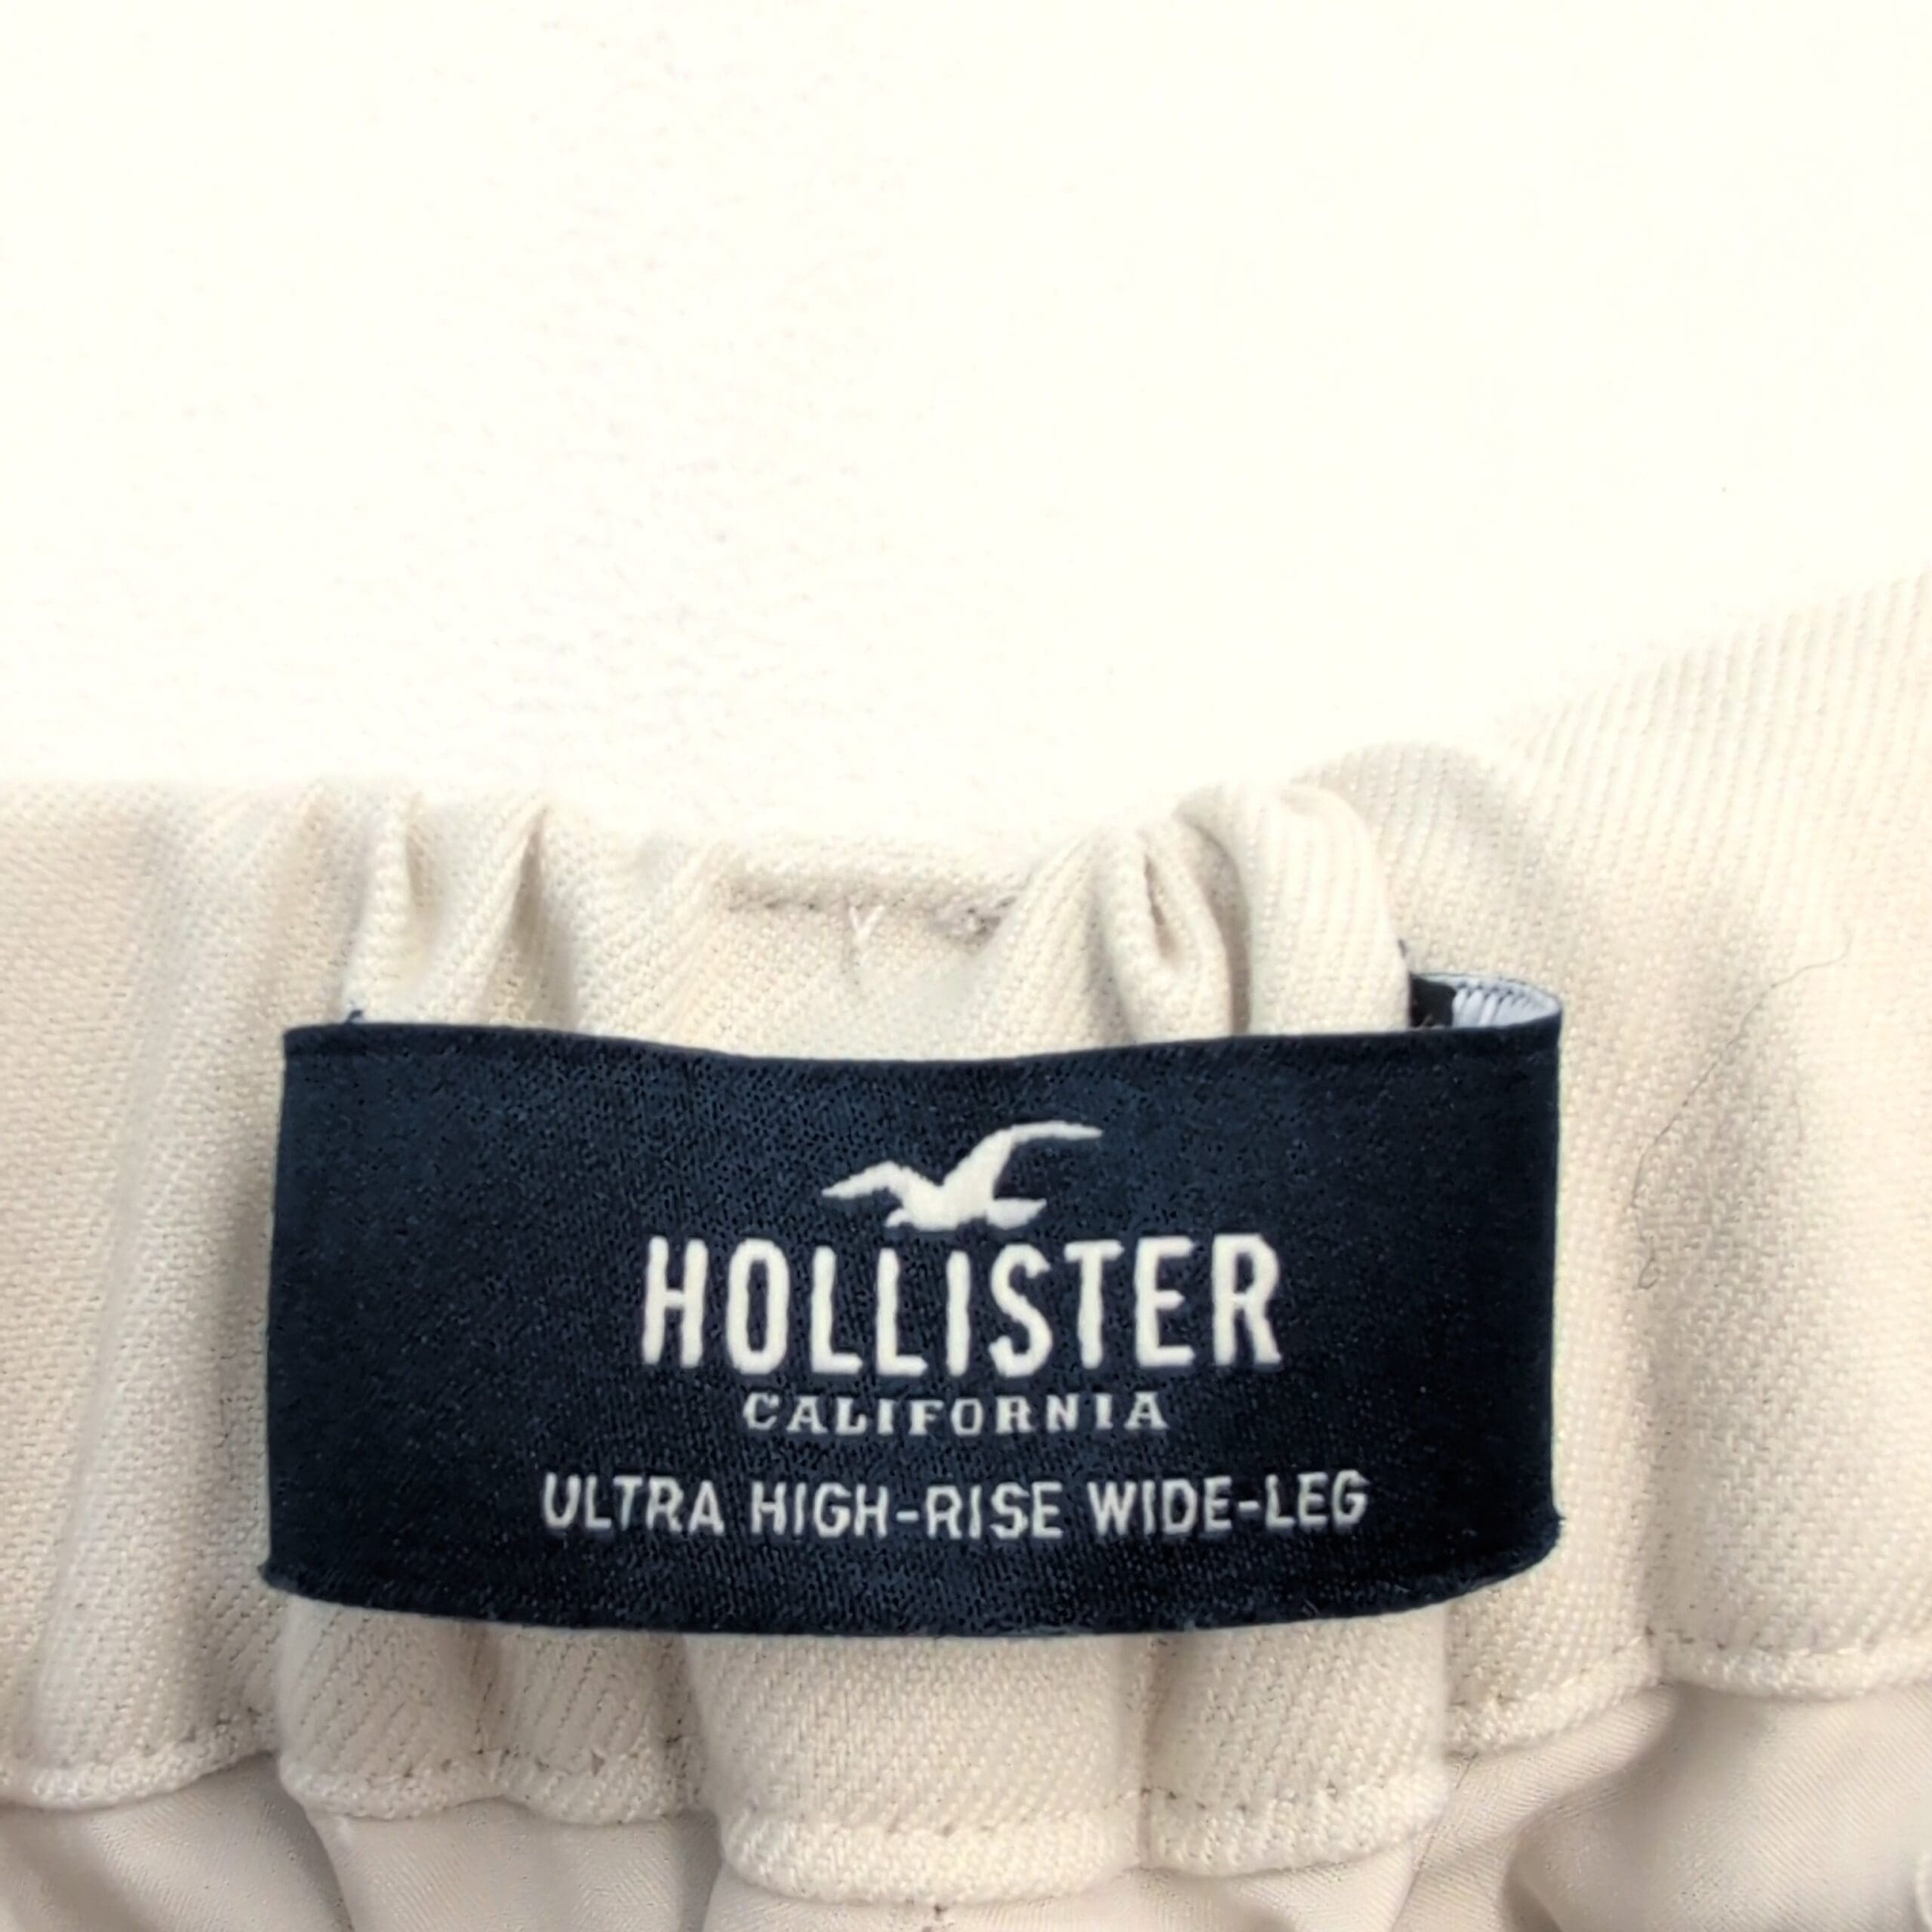 HOLLISTER
CALIFORNIA
ULTRA HIGH-RISE WIDE-LEG